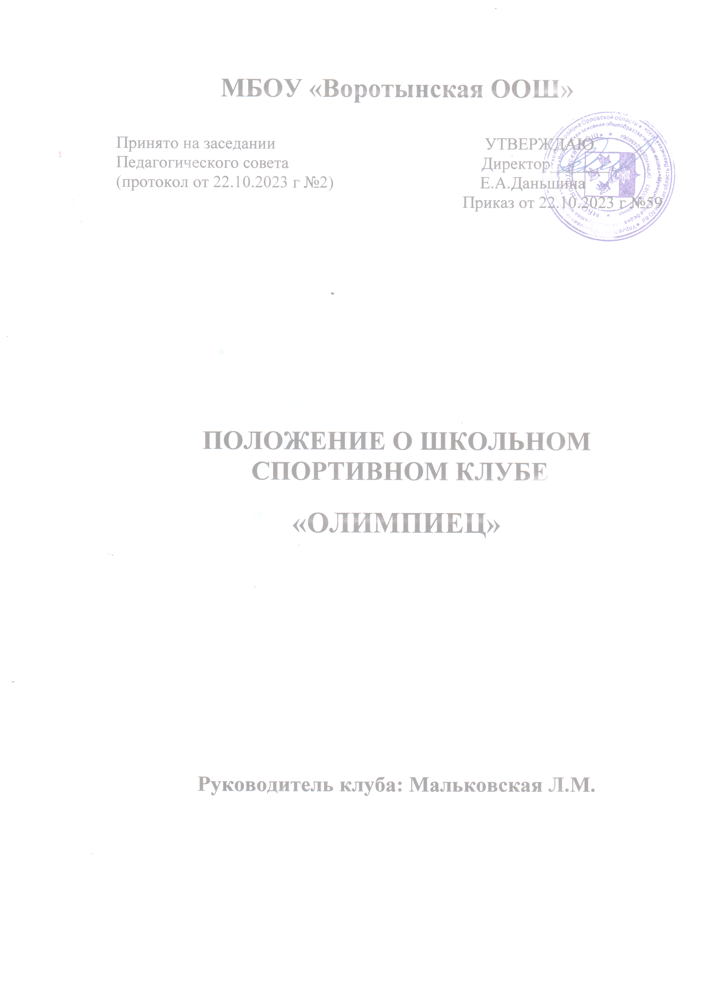 МБОУ «Воротынская ООШ»
Принято на заседании
Педагогического совета
(протокол от 22.10.2023 г №2)
УТВЕРЖДАЮ
Директор
Е.А.Даньшина
Приказ от 22.10.2023 г №59
ПОЛОЖЕНИЕ О ШКОЛЬНОМ
СПОРТИВНОМ КЛУБЕ
«ОЛИМПИЕЦ»
Руководитель клуба: Мальковская Л.М.